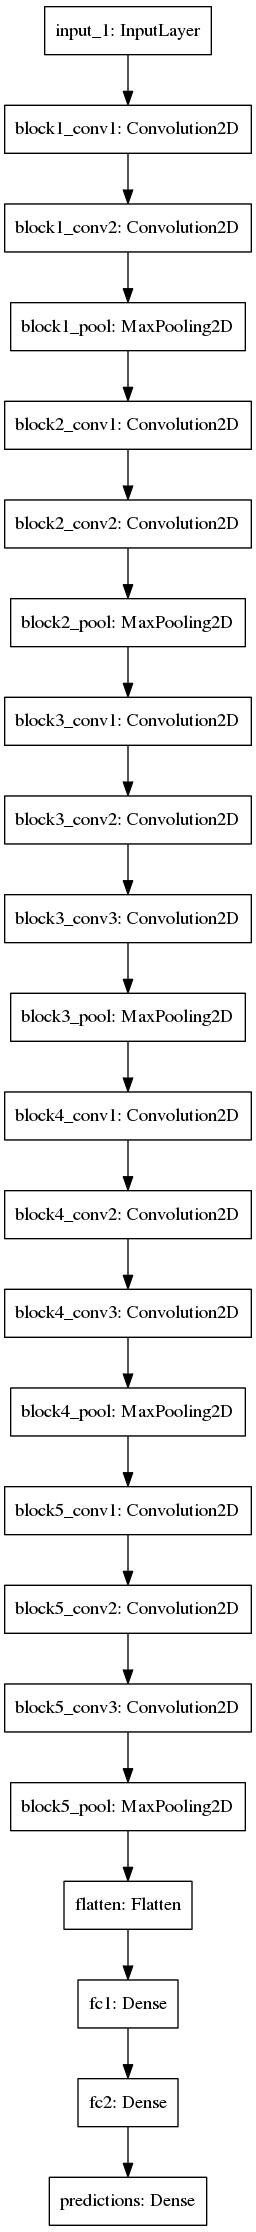 input_1: InputLayer
block1_conv1: Convolution2D
block1_conv2: Convolution2D
block1_pool: MaxPooling2D
block2_conv1: Convolution2D
block2_conv2: Convolution2D
block2_pool: MaxPooling2D
block3_conv1: Convolution2D
block3_conv2: Convolution2D
block3_conv3: Convolution2D
block3_pool: MaxPooling2D
block4_conv1: Convolution2D
block4_conv2: Convolution2D
block4_conv3: Convolution2D
block4_pool: MaxPooling2D
block5_conv1: Convolution2D
block5_conv2: Convolution2D
block5_conv3: Convolution2D
block5_pool: MaxPooling2D
flatten: Flatten
fc1: Dense
fc2: Dense
predictions: Dense